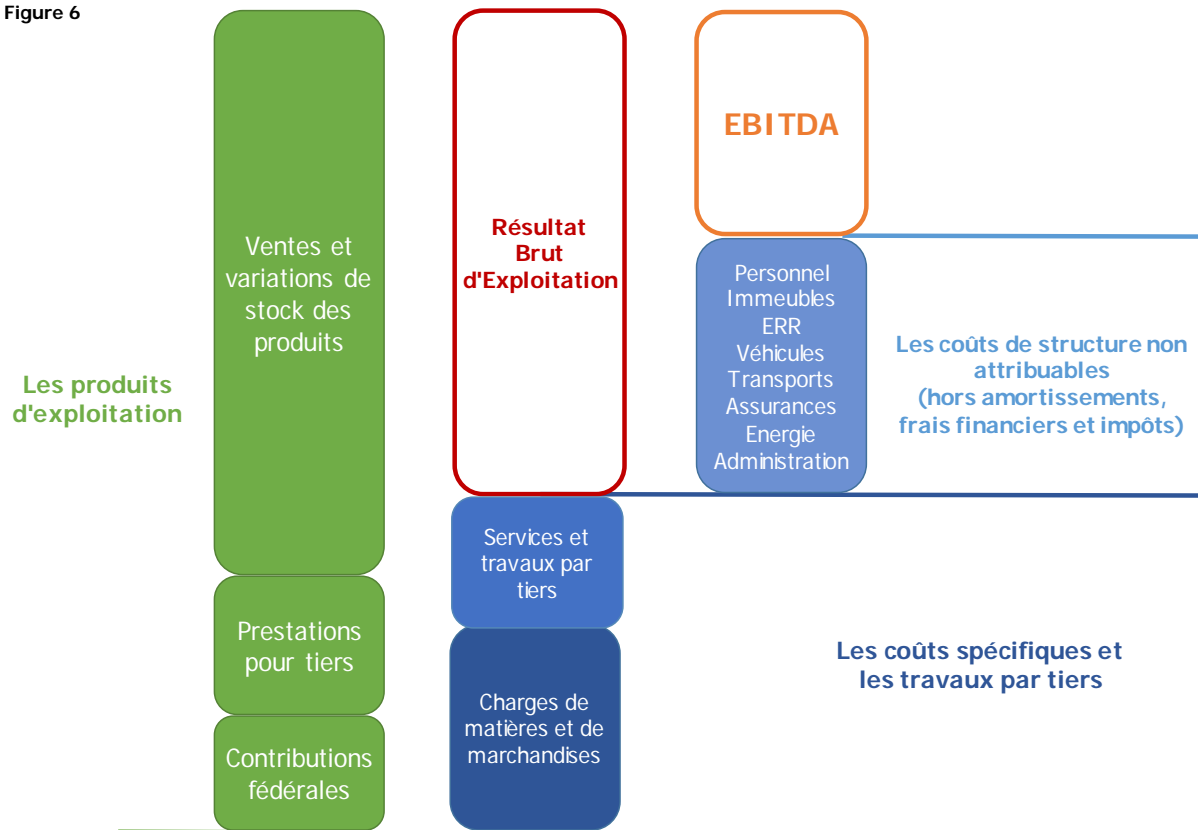 Figure 6
Les produits
d'exploitation
Ventes et
variations de
stock des
produits
Prestations
pour tiers
Contributions
fédérales
Résultat
Brut
d'Exploitation
Services et
travaux par
tiers
Charges de
matières et de
marchandises
EBITDA
Personnel
Immeubles
ERR
Véhicules
Transports
Assurances
Energie
Administration
Les coûts de structure non
attribuables
(hors amortissements,
frais financiers et impôts)
Les coûts spécifiques et
les travaux par tiers